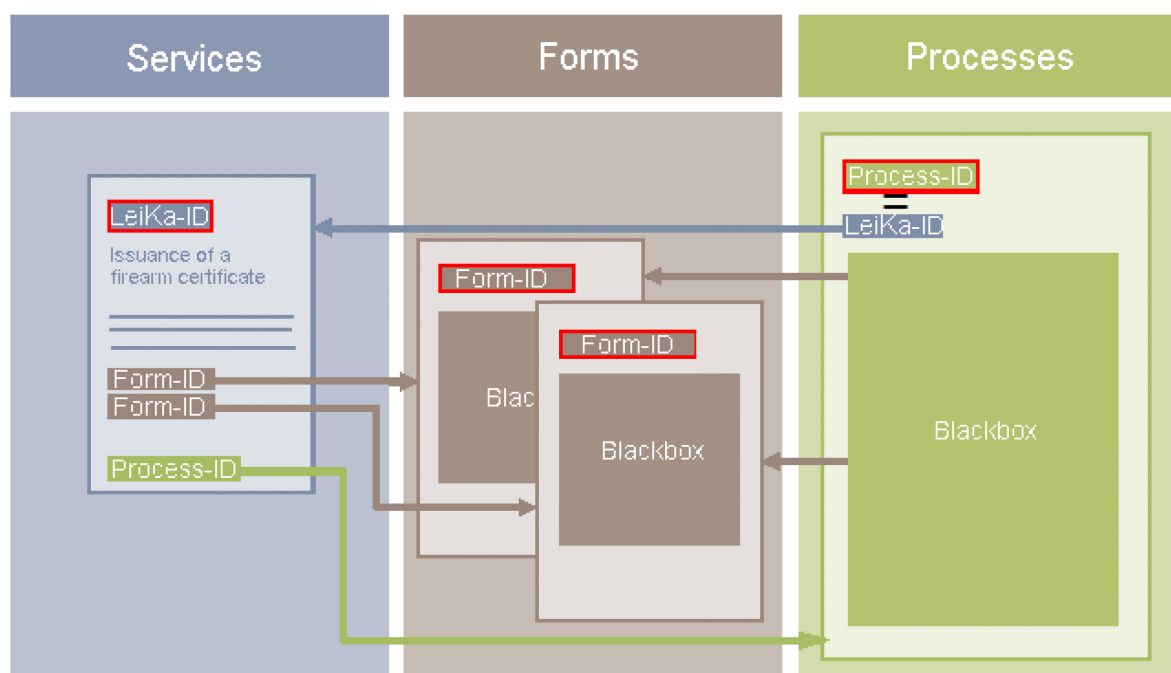 Services
Forms
Processes
LeiKa-ID
Issuance of a
firearm certificate
Form-ID
Form-ID
Process-ID
Form-ID
Blac
Form-ID
Blackbox
Process-ID
=
LeiKa-ID
Blackbox